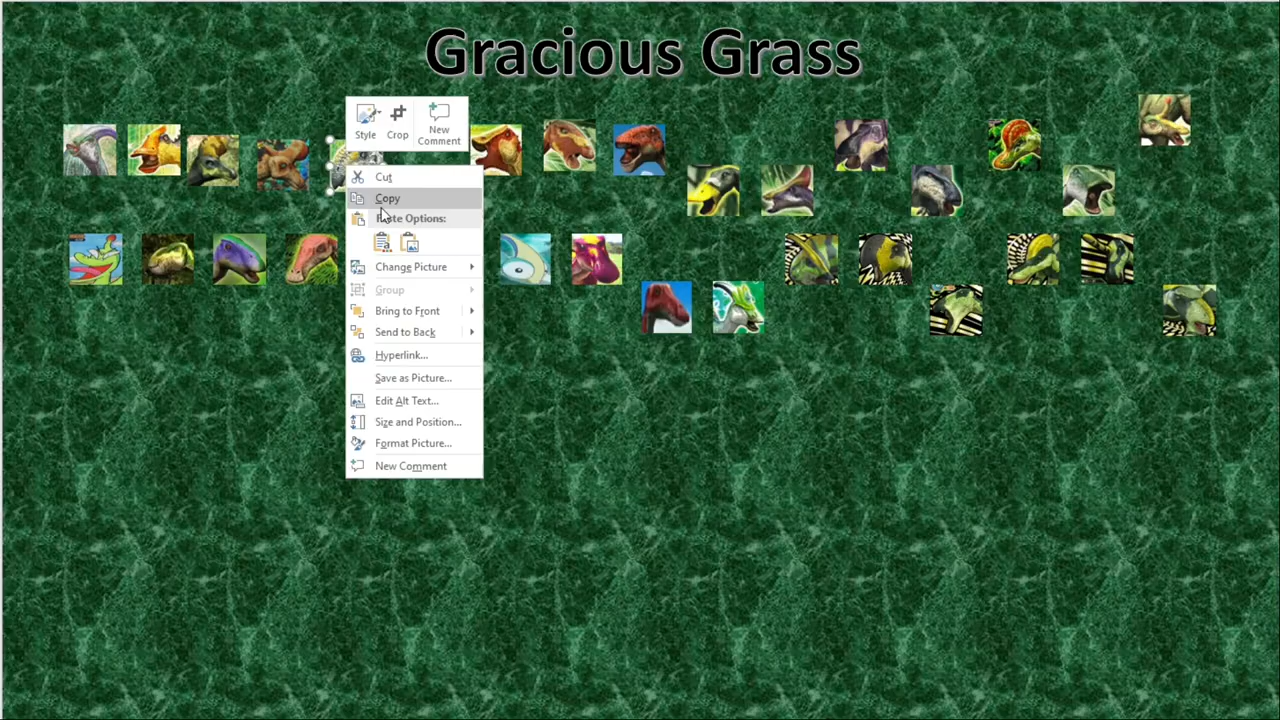 Gracious Grass
Style
Crop
New
Comment
Cut
Copy
Paste Options:
Change Picture
Group
Bring to Front
Send to Back
Hyperlink...
Save as Picture...
Edit Alt Text...
Size and Position...
Format Picture...
New Comment